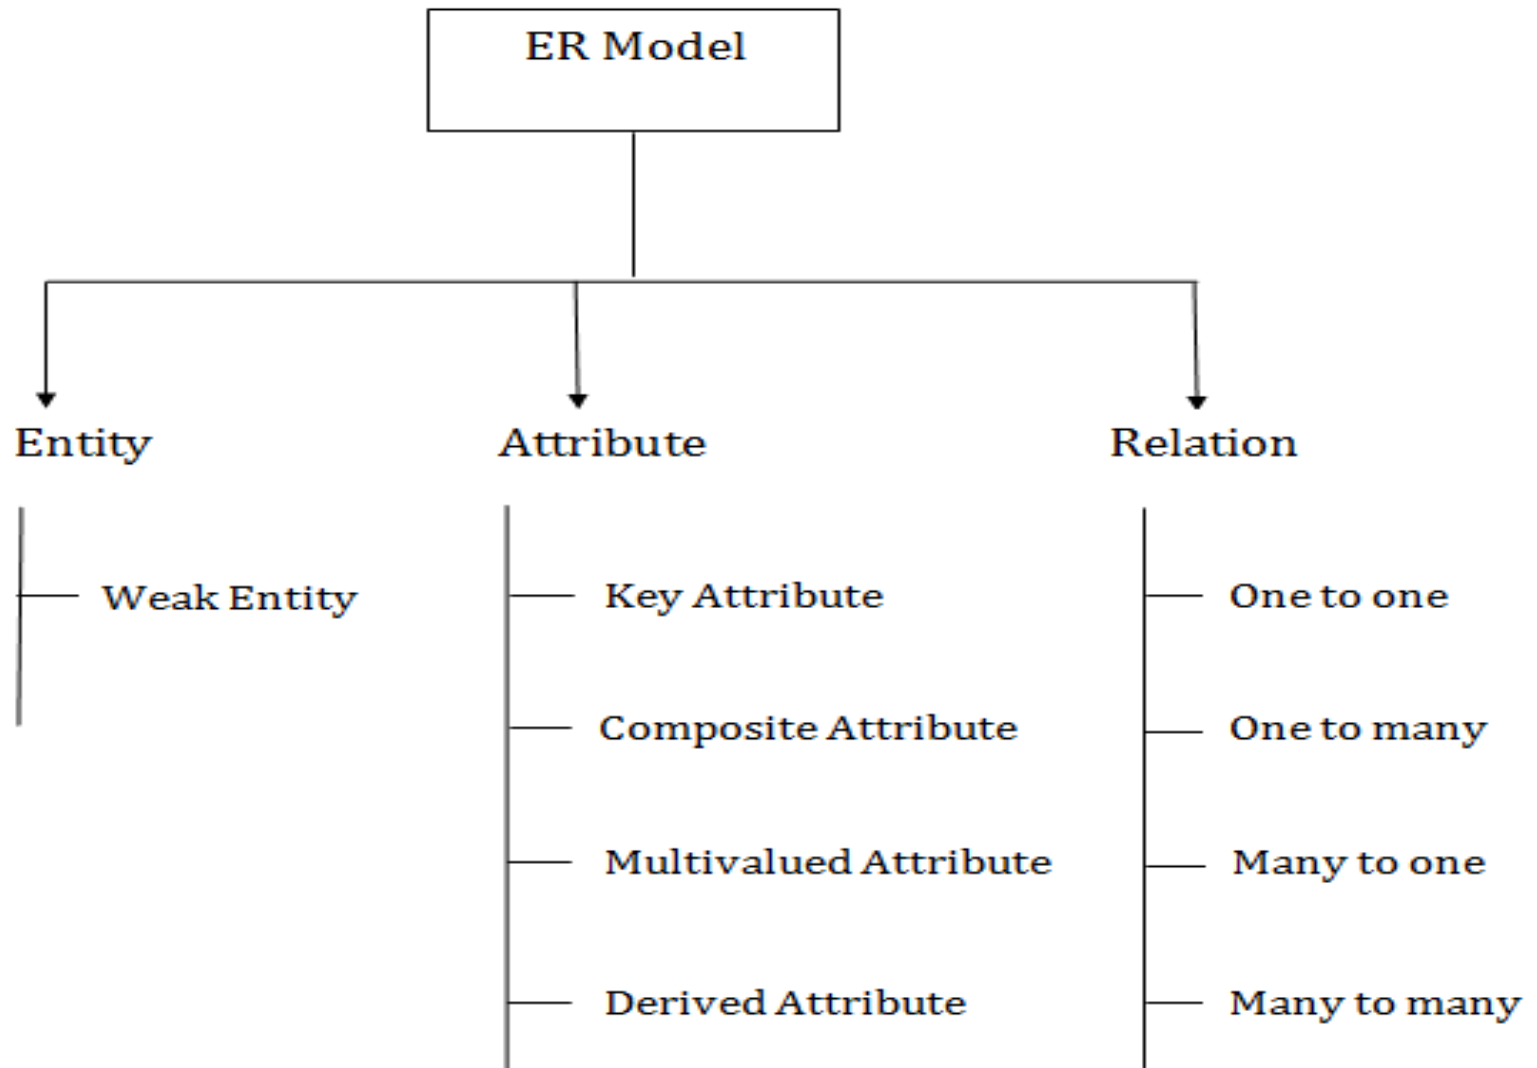 ER Model
Entity
Attribute
Relation
Weak Entity
Key Attribute
One to one
Composite Attribute
One to many
Multivalued Attribute
Many to one
Derived Attribute
Many to many